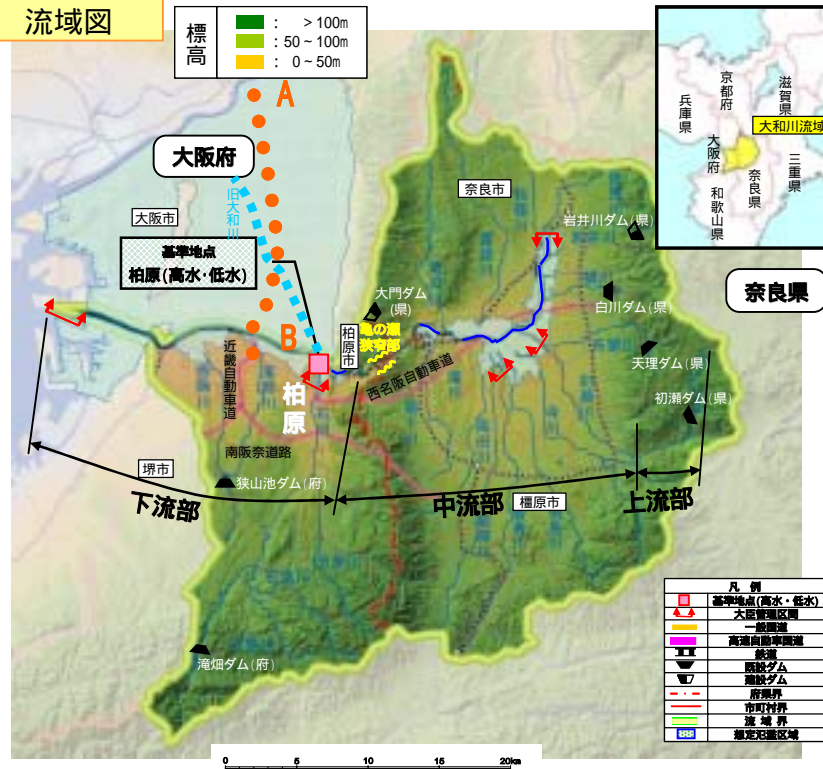 流域図
標高
： >100m
：50～100m
： 0～50m
A
大阪府
旧大和川
大阪市
基準地点
柏原(高水・低水)
B
奈良市
大門ダム
(県)
亀の瀬
狭窄部
柏原市
近畿自動車道
柏原
西名阪自動車道
南阪奈道路
岩井川ダム(県)
白川ダム(県)
天理ダム(県)
初瀬ダム(県)
奈良県
堺市
狭山池ダム(府)
下流部
中流部
橿原市
上流部
滝畑ダム(府)
兵庫県
京都府
滋賀県
大和川流域
大阪府
和歌山県
奈良県
三重県
凡 例
基準地点(高水・低水)
大臣管理区間
一般国道
高速自動車国道
鉄道
既設ダム
建設ダム
府県界
市町村界
流 域 界
想定氾濫区域
0 5 10 15 20km